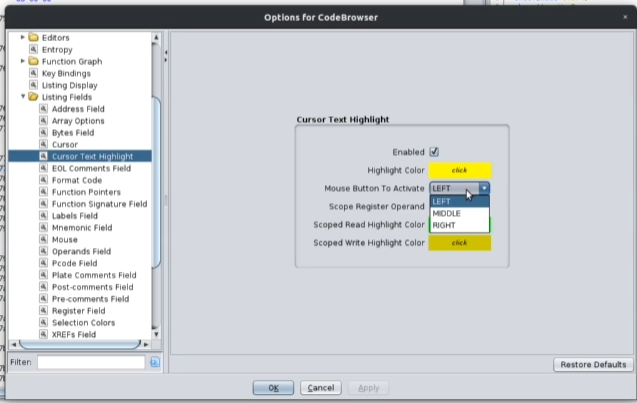 Options for CodeBrowser
Editors
Entropy
Function Graph
Key Bindings
Listing Display
Listing Fields
Address Field
Array Options
Bytes Field
Cursor
Cursor Text Highlight
EOL Comments Field
Format Code
Function Pointers
Function Signature Field
Labels Field
Mnemonic Field
Mouse
Operands Field
Pcode Field
Plate Comments Field
Post-comments Field
Pre-comments Field
Register Field
Selection Colors
XREFs Field
Filter:
Cursor Text Highlight
Enabled
Highlight Color click
Mouse Button To Activate LEFT
LEFT
Scope Register Operand
MIDDLE
Scoped Read Highlight Color RIGHT
Scoped Write Highlight Color click
Restore Defaults
OK Cancel Apply